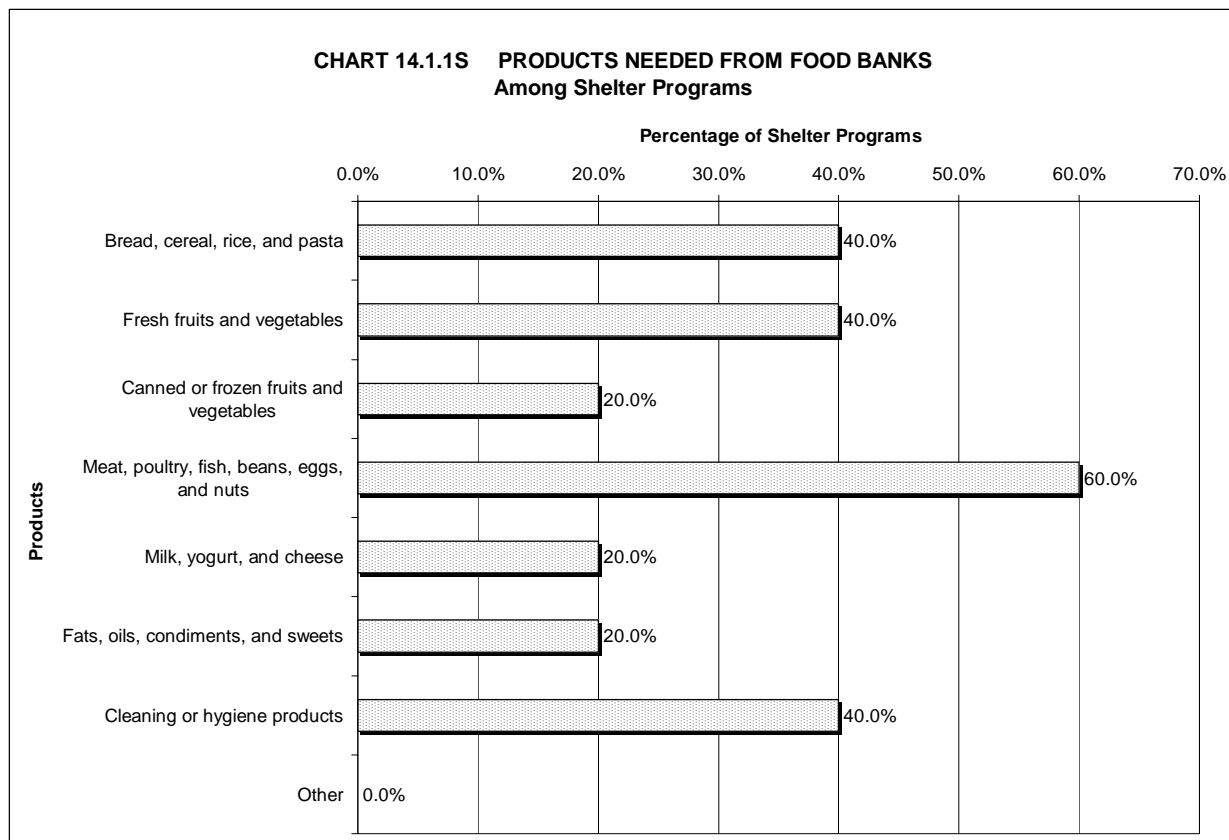 CHART 14.1.1S PRODUCTS NEEDED FROM FOOD BANKS
Among Shelter Programs
Percentage of Shelter Programs
0.0% 10.0% 20.0% 30.0% 40.0% 50.0% 60.0% 70.0%
Products
Bread, cereal, rice, and pasta 40.0%
Fresh fruits and vegetables 40.0%
Canned or frozen fruits and
vegetables 20.0%
Meat, poultry, fish, beans, eggs,
and nuts 60.0%
Milk, yogurt, and cheese 20.0%
Fats, oils, condiments, and sweets 20.0%
Cleaning or hygiene products 40.0%
Other 0.0%